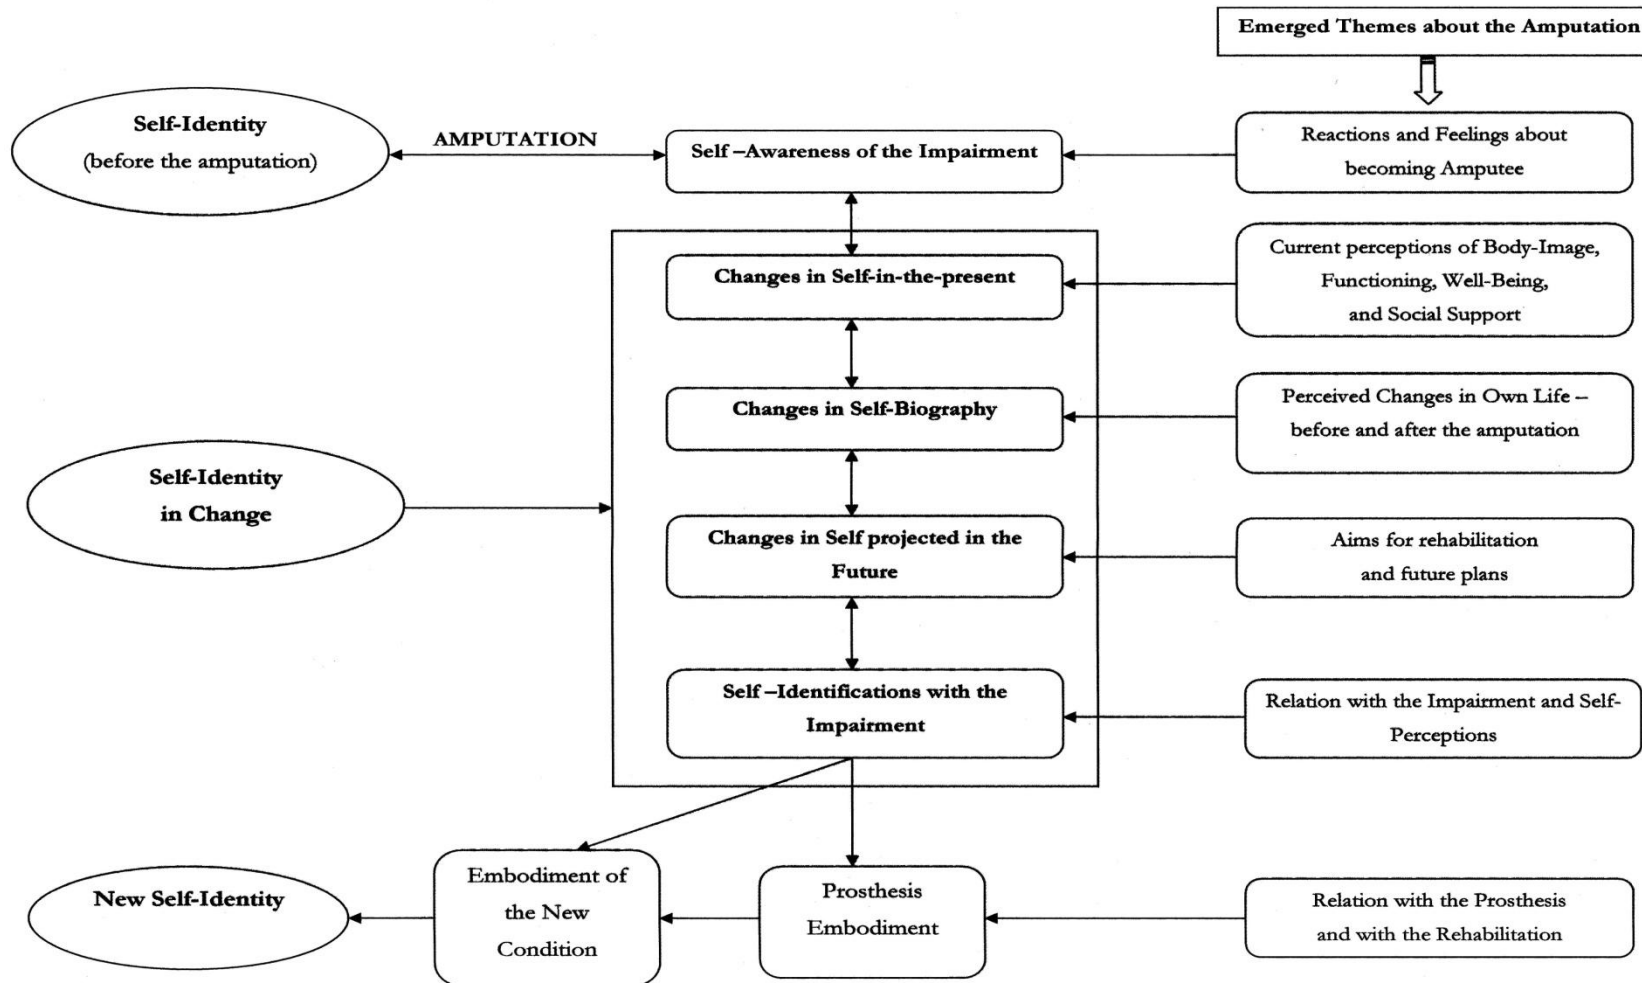 Emerged Themes about the Amputation
Self-Identity
(before the amputation)
AMPUTATION
Self –Awareness of the Impairment
Reactions and Feelings about
becoming Amputee
Changes in Self-in-the-present
Current perceptions of Body-Image,
Functioning, Well-Being,
and Social Support
Changes in Self-Biography
Perceived Changes in Own Life –
before and after the amputation
Self-Identity
in Change
Changes in Self projected in the
Future
Aims for rehabilitation
and future plans
Self –Identifications with the
Impairment
Relation with the Impairment and Self-
Perceptions
New Self-Identity
Embodiment of
the New
Condition
Prosthesis
Embodiment
Relation with the Prosthesis
and with the Rehabilitation